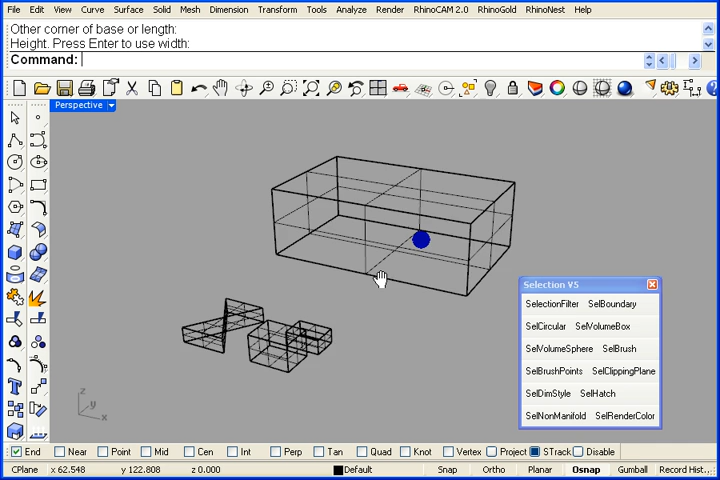 File Edit View Curve Surface Solid Mesh Dimension Transform Tools Analyze Render RhinoCAM 2.0 RhinoGold RhinoNest Help
Other corner of base or length:
Height. Press Enter to use width:
Command:
Perspective
Selection V5
SelectionFilter SelBoundary
SelCircular SelVolumeBox
SelVolumeSphere SelBrush
SelBrushPoints SelClippingPlane
SelDimStyle SelHatch
SelNonManifold SelRenderColor
z
y
x
End Near Point Mid Cen Int Perp Tan Quad Knot Vertex Project STrack Disable
CPlane x 62.548 y 122.808 z 0.000 Default Snap Ortho Planar Osnap Gumball Record Hist...